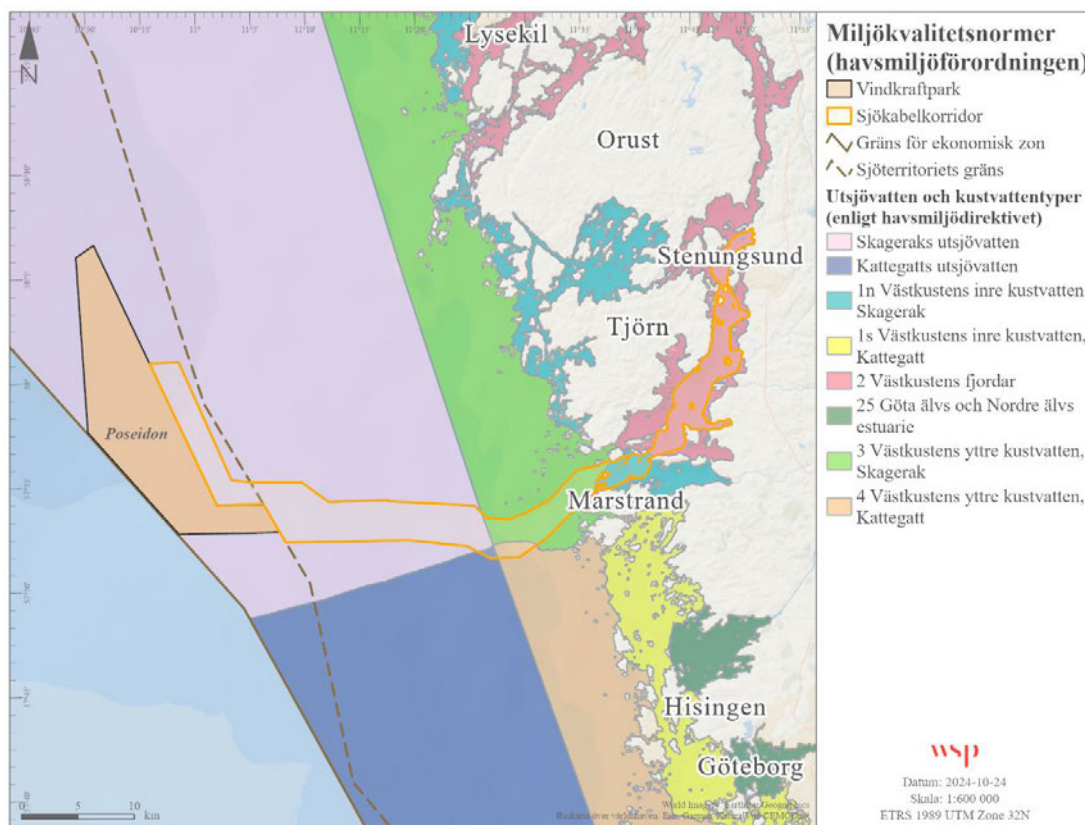 Lysekil
Orust
Stenungsund
Tjörn
Poseidon
Marstrand
Hisingen
Göteborg
N
0 5 10
km
Miljökvalitetsnormer
(havsmiljöförordningen)
Vindkraftpark
Sjökabelkorridor
Gräns för ekonomisk zon
Sjöterritoriets gräns
Utsjövatten och kustvattentyper
(enligt havsmiljödirektivet)
Skageraks utsjövatten
Kattegatts utsjövatten
1n Västkustens inre kustvatten,
Skagerak
1s Västkustens inre kustvatten,
Kattegatt
2 Västkustens fjordar
25 Göta älvs och Nordre älvs
estuarie
3 Västkustens yttre kustvatten,
Skagerak
4 Västkustens yttre kustvatten,
Kattegatt
wsp
Datum: 2024-10-24
Skala: 1:600 000
ETRS 1989 UTM Zone 32N